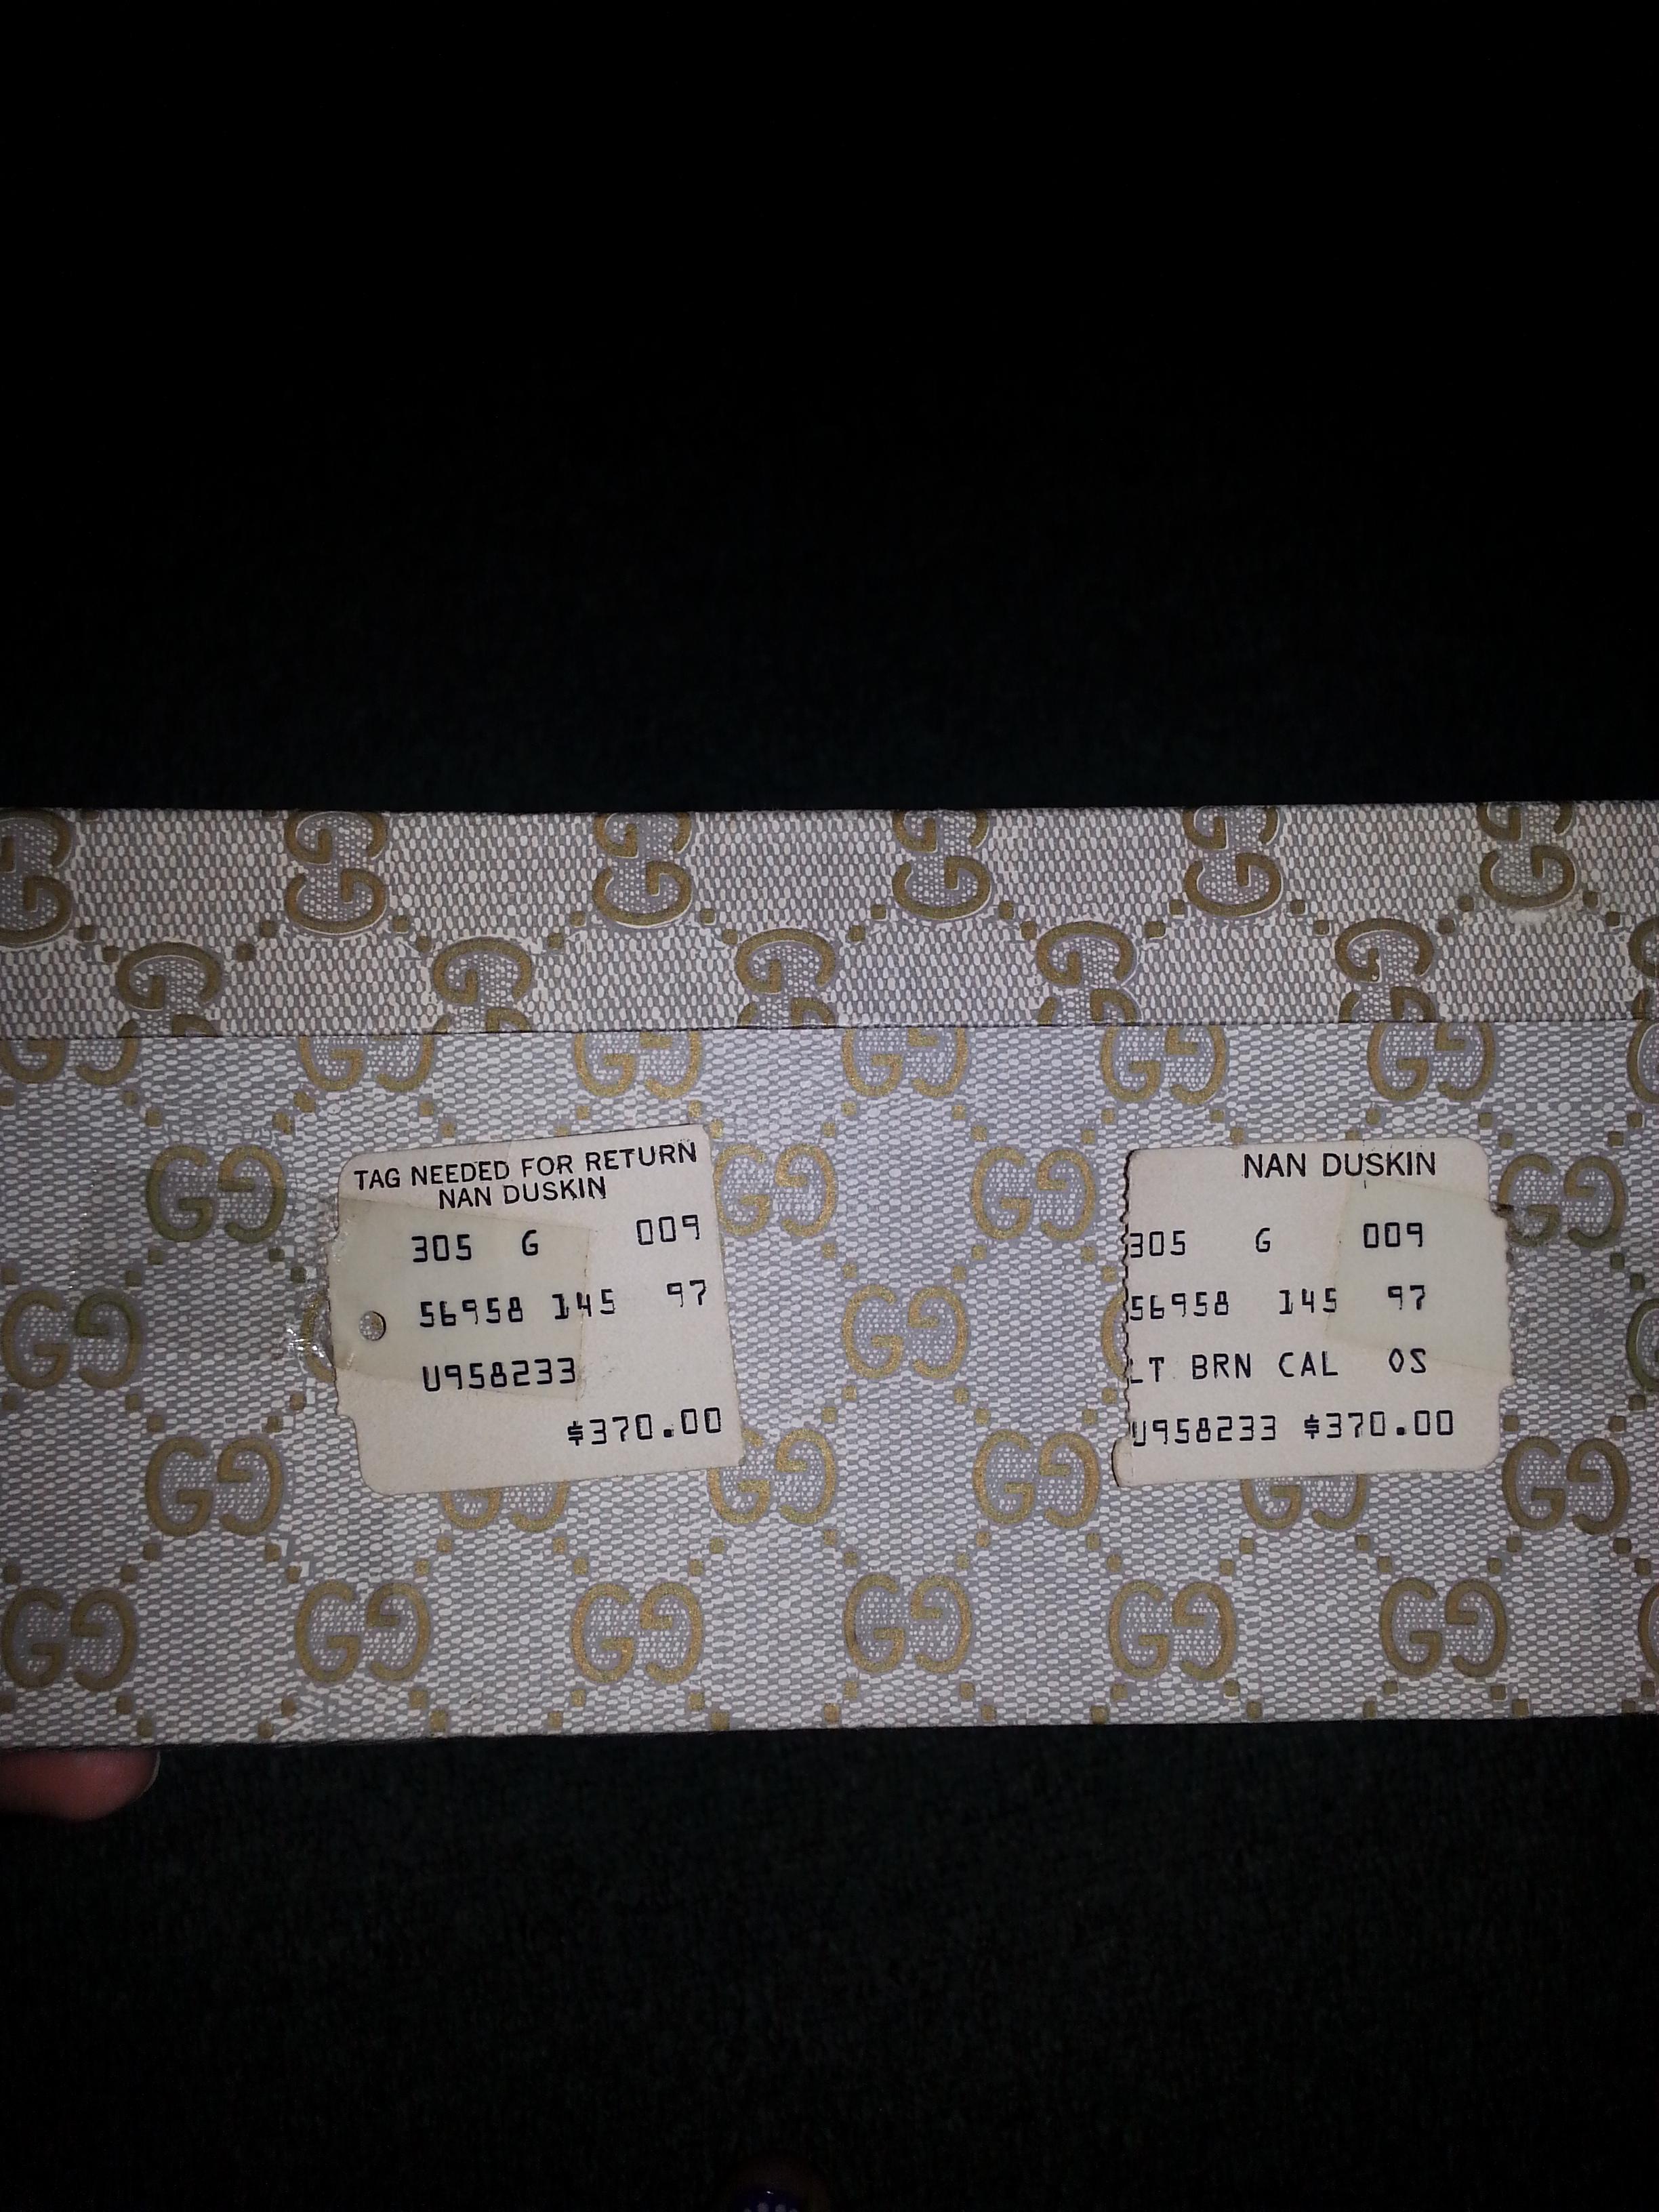 TAG NEEDED FOR RETURN
NAN DUSKIN
305 G 009
56958 145 97
U958233
$370.00
NAN DUSKIN
305 G 009
56958 145 97
LT BRN CAL OS
U958233 $370.00